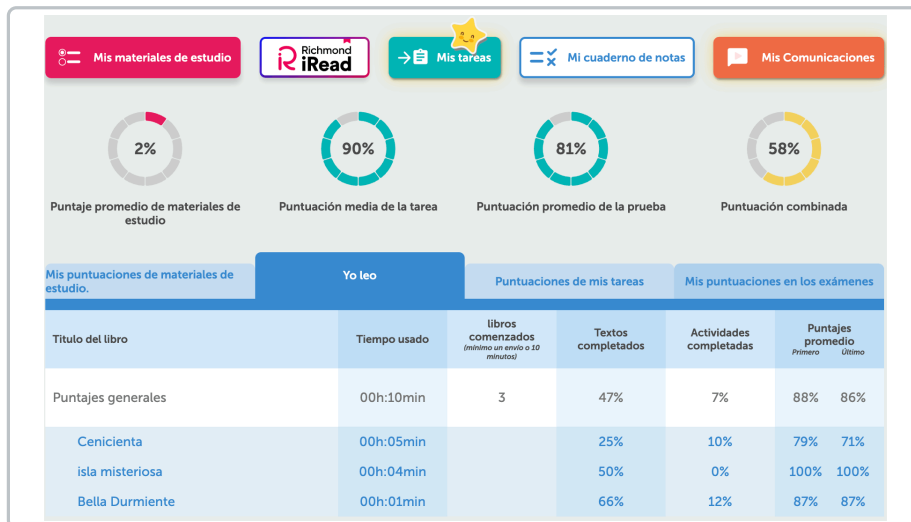 Mis materiales de estudio
Richmond
iRead
Mis tareas
Mi cuaderno de notas
Mis Comunicaciones
2%
90%
81%
58%
Puntaje promedio de materiales de
estudio
Puntuación media de la tarea
Puntuación promedio de la prueba
Puntuación combinada
Mis puntuaciones de materiales de
estudio.
Yo leo
Puntuaciones de mis tareas
Mis puntuaciones en los exámenes
Titulo del libro
Tiempo usado
libros
comenzados
(mínimo un envío o 10
minutos)
Textos
completados
Actividades
completadas
Puntajes
promedio
Primero Último
Puntajes generales 00h:10min 3 47% 7% 88% 86%
Cenicienta 00h:05min 25% 10% 79% 71%
isla misteriosa 00h:04min 50% 0% 100% 100%
Bella Durmiente 00h:01min 66% 12% 87% 87%